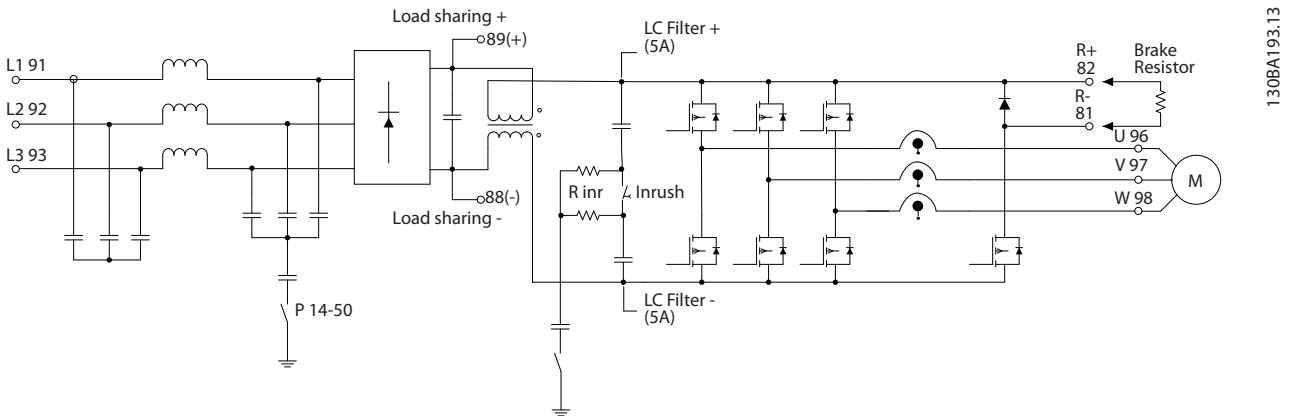 Load sharing +
89(+)
LC Filter +
(5A)
L1 91
L2 92
L3 93
R+
82
Brake
Resistor
R-
81
U 96
V 97
W 98
M
R inr
Inrush
88(-)
Load sharing -
P 14-50
LC Filter -
(5A)
130BA193.13